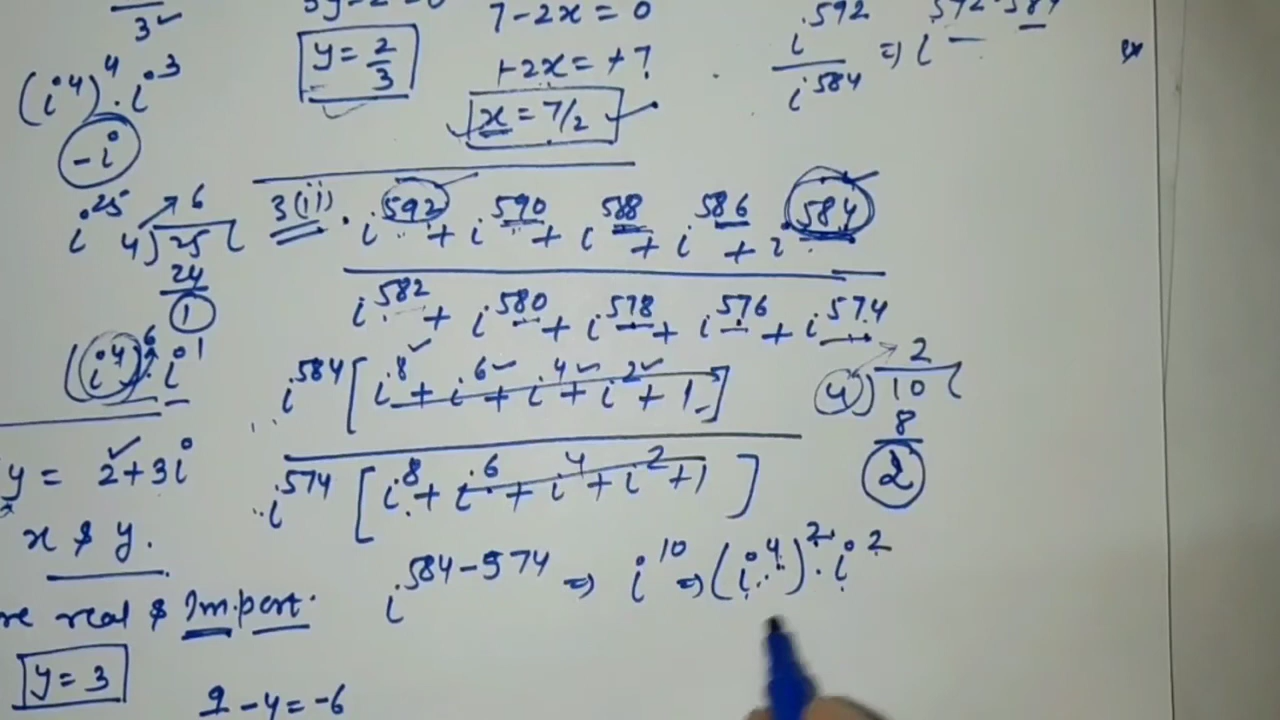 3
7 - 2x = 0
i^592 / i^584 ⇒ i^592-584
y = 2/3
+2x = +7
(i^4)^4 · i^3
x = 7/2
-i
i^25
4)25( 6
24
1
3(ii). i^592 + i^590 + i^588 + i^586 + i^584
i^582 + i^580 + i^578 + i^576 + i^574
(i^4)^6 · i^1
i^584 [i^8 + i^6 + i^4 + i^2 + 1]
i^574 [i^8 + i^6 + i^4 + i^2 + 1]
4)10( 2
8
2
y = 2+3i
x & y.
i^584-574 ⇒ i^10 ⇒ (i^4)^2 · i^2
re real & Im.part.
y = 3
9 - y = -6